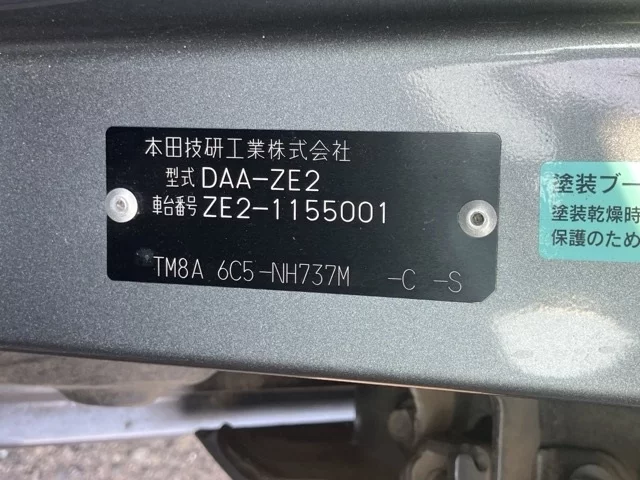 本田技研工業株式会社
型式 DAA-ZE2
車台番号 ZE2-1155001
TM8A 6C5-NH737M -C -S
塗装ブー
塗装乾燥時
保護のため